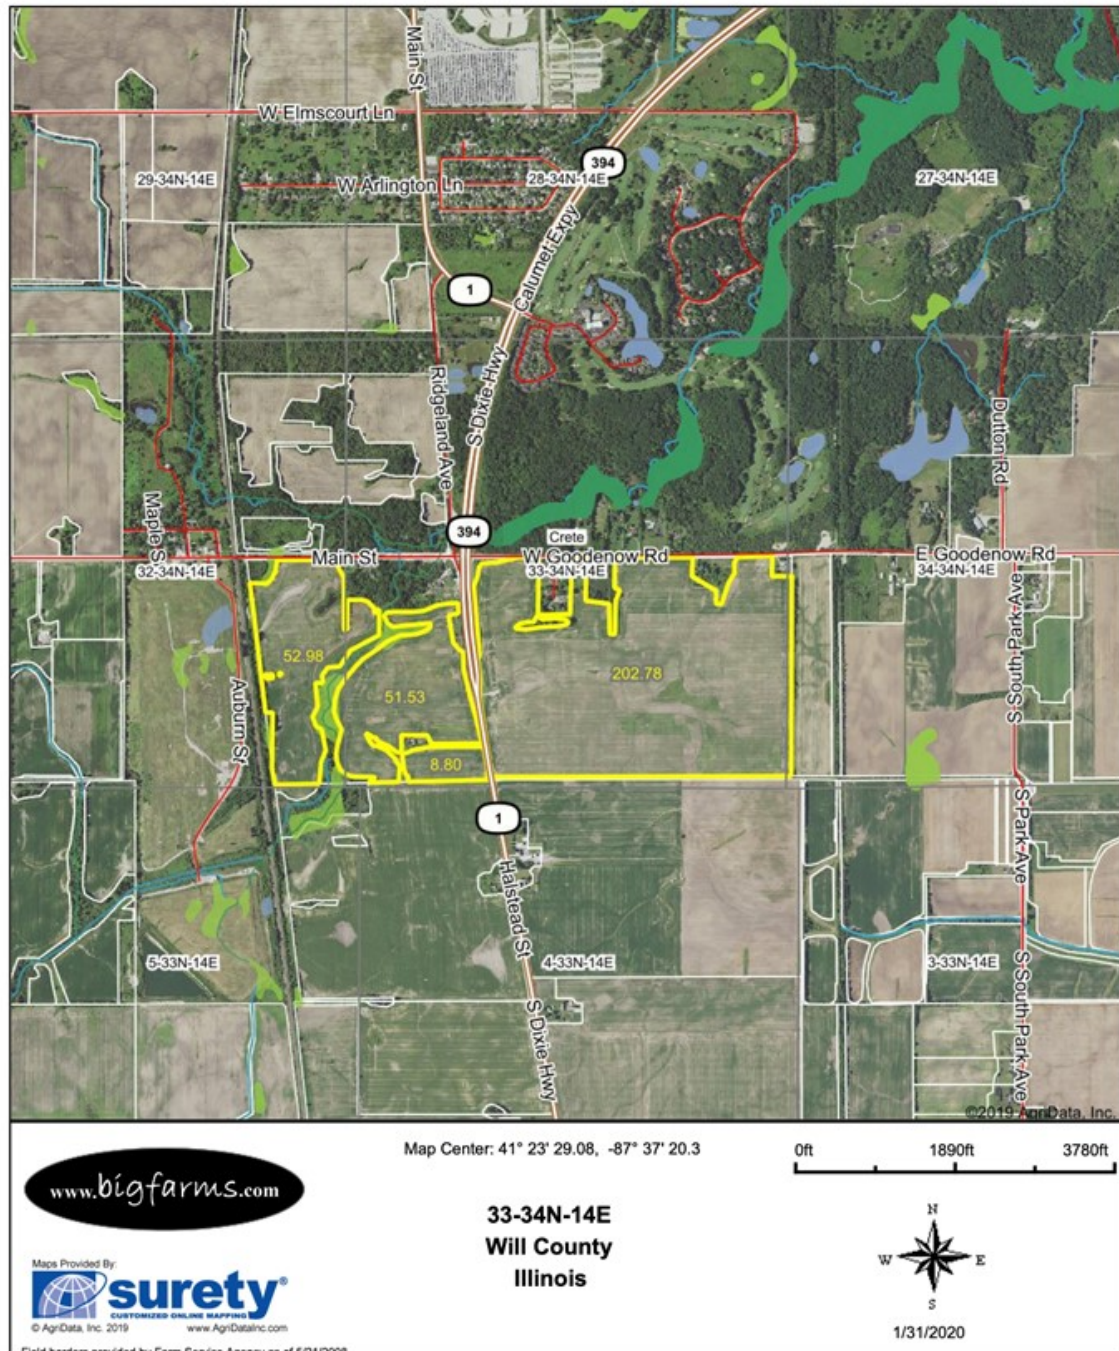 Main St
W Elmscourt Ln
394
29-34N-14E
W Arlington Ln
28-34N-14E
27-34N-14E
Calumet Expy
1
S Dixie Hwy
Ridgeland Ave
Dutton Rd
Maple S
394
Crete
Main St
W Goodenow Rd
E Goodenow Rd
32-34N-14E
33-34N-14E
34-34N-14E
S South Park Ave
52.98
202.78
51.53
Auburn St
8.80
1
S Park Ave
Halstead St
5-33N-14E
4-33N-14E
3-33N-14E
S Dixie Hwy
S South Park Ave
©2019 AgriData, Inc.
Map Center: 41° 23' 29.08, -87° 37' 20.3
0ft 1890ft 3780ft
www.bigfarms.com
33-34N-14E
Will County
Illinois
N
W E
S
Maps Provided By:
surety®
CUSTOMIZED ONLINE MAPPING
© AgriData, Inc. 2019 www.AgriDataInc.com
1/31/2020